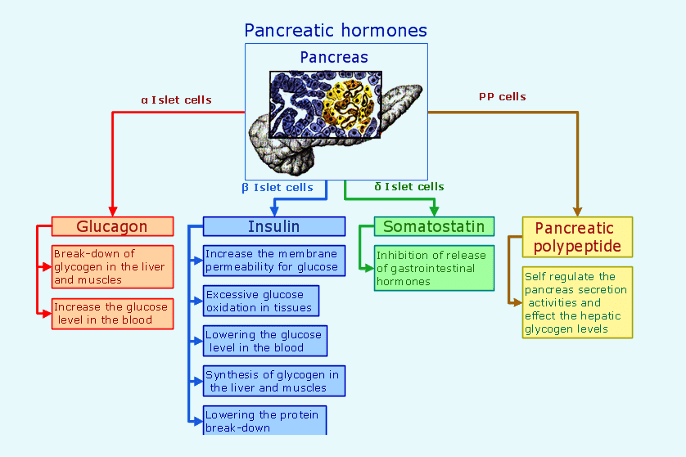 Pancreatic hormones
Pancreas
α Islet cells
PP cells
β Islet cells
δ Islet cells
Glucagon
Break-down of
glycogen in the liver
and muscles
Increase the glucose
level in the blood
Insulin
Increase the membrane
permeability for glucose
Excessive glucose
oxidation in tissues
Lowering the glucose
level in the blood
Synthesis of glycogen in
the liver and muscles
Lowering the protein
break-down
Somatostatin
Inhibition of release
of gastrointestinal
hormones
Pancreatic
polypeptide
Self regulate the
pancreas secretion
activities and
effect the hepatic
glycogen levels